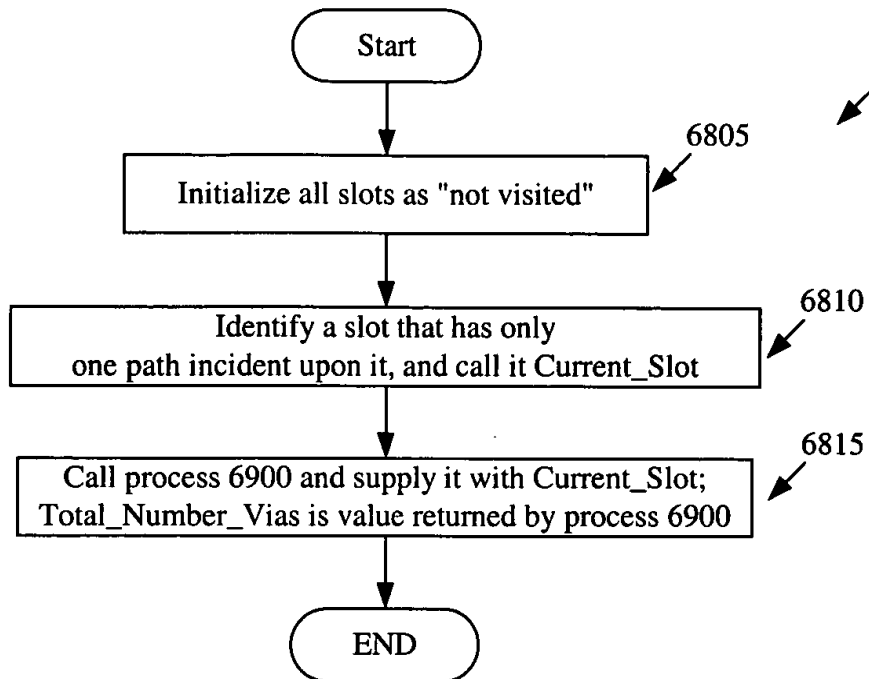 Start
6805
Initialize all slots as "not visited"
6810
Identify a slot that has only
one path incident upon it, and call it Current_Slot
6815
Call process 6900 and supply it with Current_Slot;
Total_Number_Vias is value returned by process 6900
END